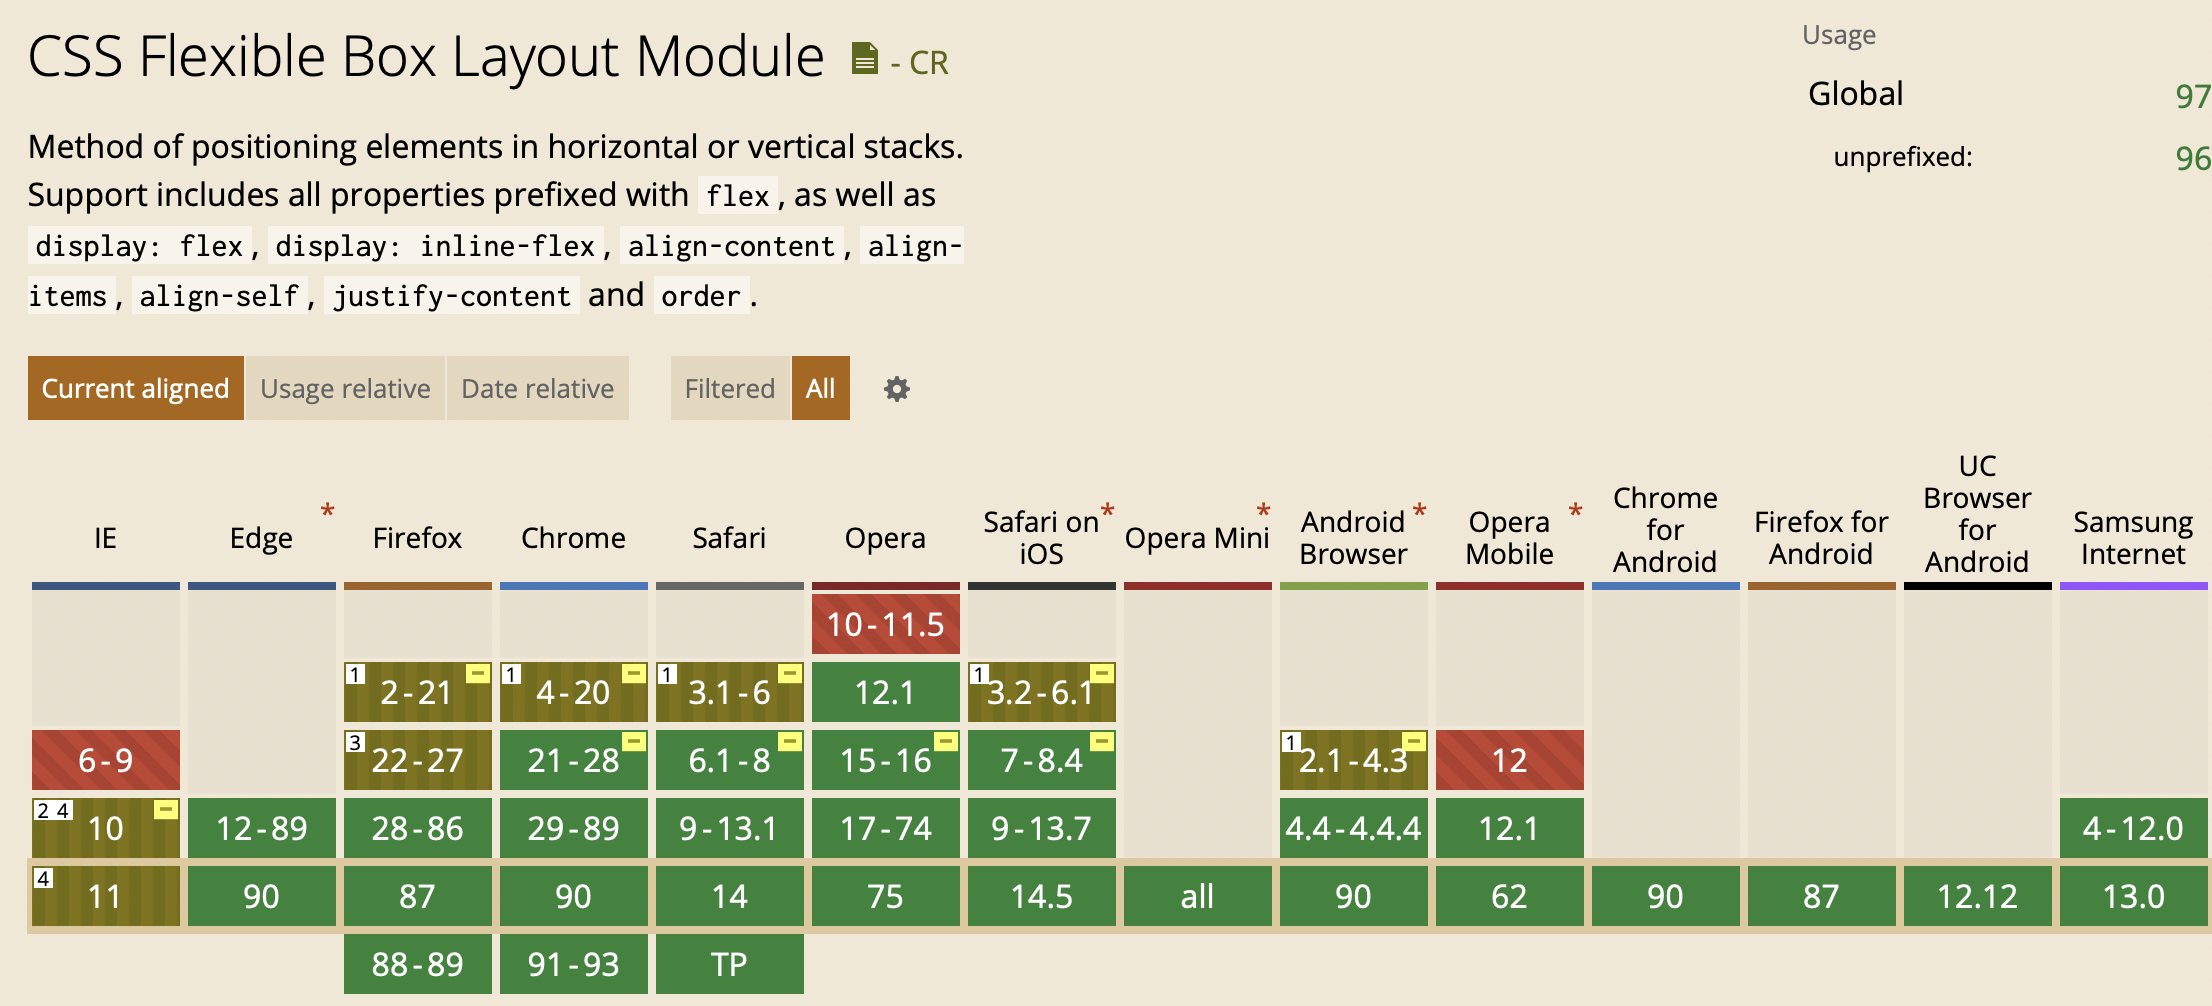 CSS Flexible Box Layout Module - CR
Usage
Global 97
unprefixed: 96
Method of positioning elements in horizontal or vertical stacks.
Support includes all properties prefixed with flex, as well as
display: flex, display: inline-flex, align-content, align-
items, align-self, justify-content and order.
Current aligned Usage relative Date relative Filtered All
IE
Edge *
Firefox
Chrome
Safari
Opera
Safari on *
iOS
Opera Mini *
Android *
Browser
Opera *
Mobile
Chrome
for
Android
Firefox for
Android
UC
Browser
for
Android
Samsung
Internet
10-11.5
1 2-21 - 1 4-20 - 1 3.1-6 - 12.1 1 3.2-6.1 -
6-9 3 22-27 21-28 - 6.1-8 - 15-16 - 7-8.4 - 1 2.1-4.3 - 12
2 4 10 - 12-89 28-86 29-89 9-13.1 17-74 9-13.7 4.4-4.4.4 12.1 4-12.0
4 11 90 87 90 14 75 14.5 all 90 62 90 87 12.12 13.0
88-89 91-93 TP